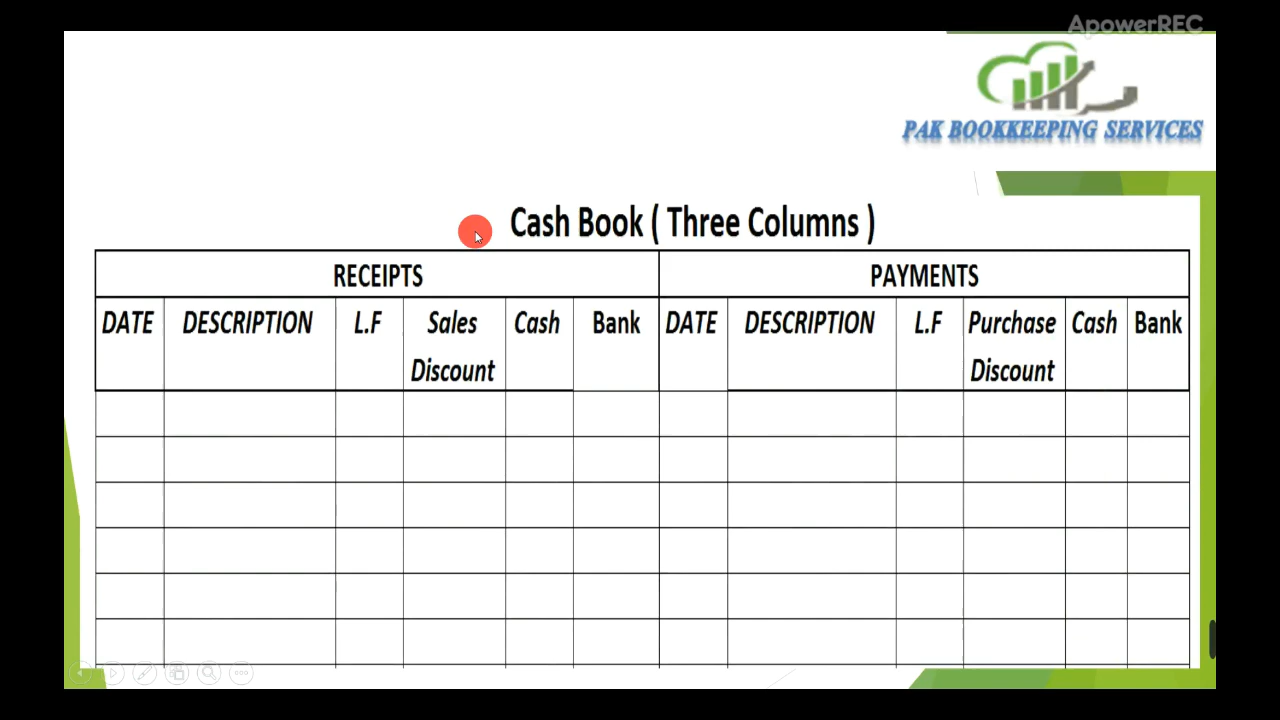 ApowerREC
PAK BOOKKEEPING SERVICES
Cash Book ( Three Columns )
RECEIPTS PAYMENTS
DATE DESCRIPTION L.F Sales Cash Bank DATE DESCRIPTION L.F Purchase Cash Bank
Discount Discount